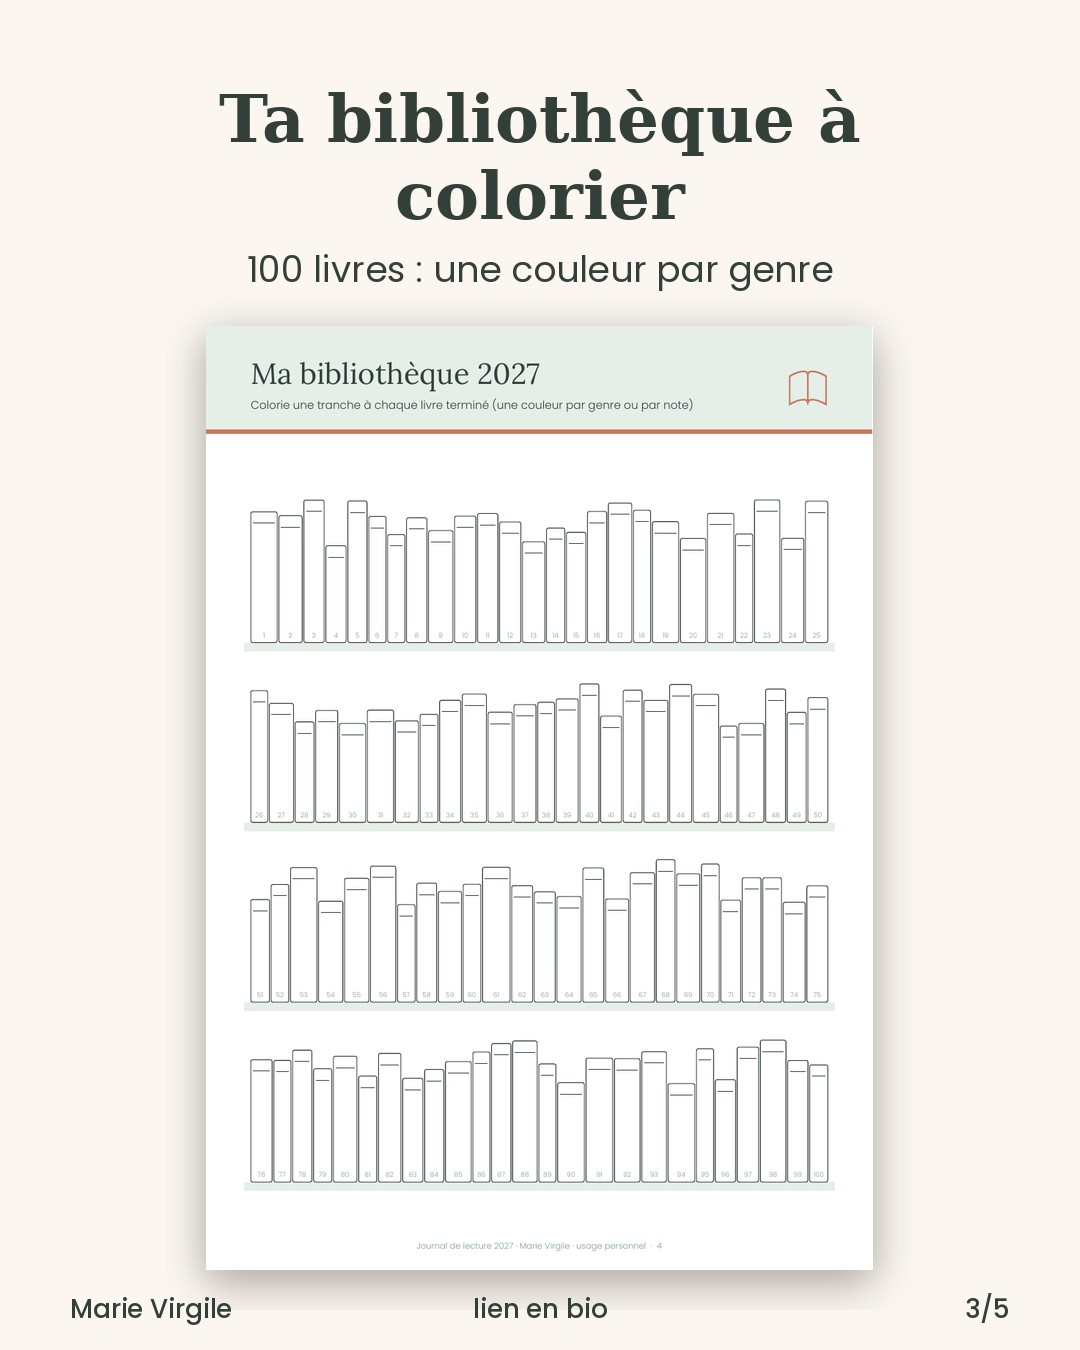 Ta bibliothèque à
colorier
100 livres : une couleur par genre
Ma bibliothèque 2027
Colorie une tranche à chaque livre terminé (une couleur par genre ou par note)
1 2 3 4 5 6 7 8 9 10 11 12 13 14 15 16 17 18 19 20 21 22 23 24 25
26 27 28 29 30 31 32 33 34 35 36 37 38 39 40 41 42 43 44 45 46 47 48 49 50
51 52 53 54 55 56 57 58 59 60 61 62 63 64 65 66 67 68 69 70 71 72 73 74 75
76 77 78 79 80 81 82 83 84 85 86 87 88 89 90 91 92 93 94 95 96 97 98 99 100
Journal de lecture 2027 · Marie Virgile · usage personnel · 4
Marie Virgile lien en bio 3/5